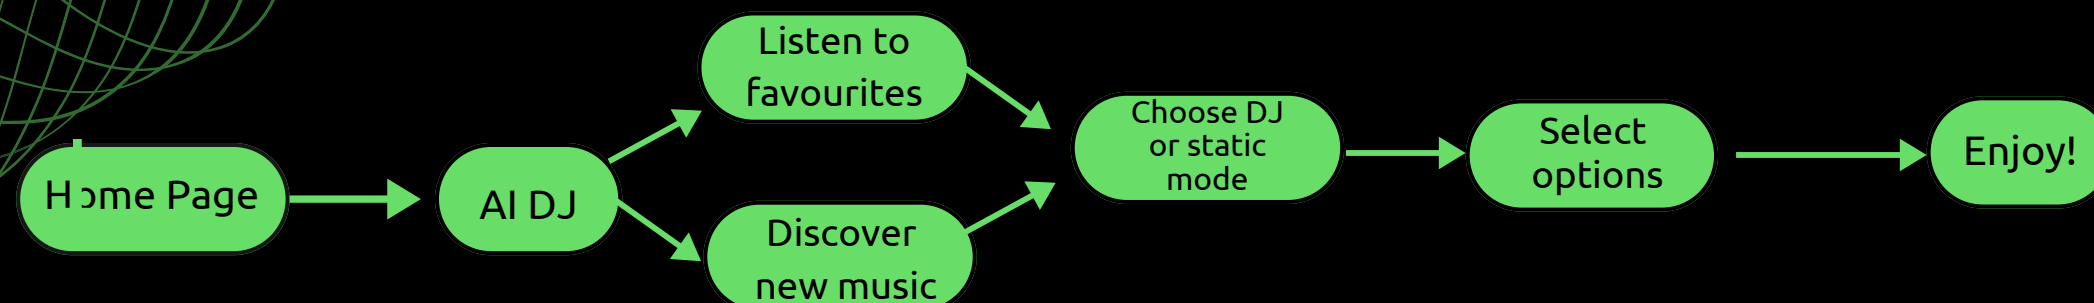 Home Page
AI DJ
Listen to
favourites
Discover
new music
Choose DJ
or static
mode
Select
options
Enjoy!